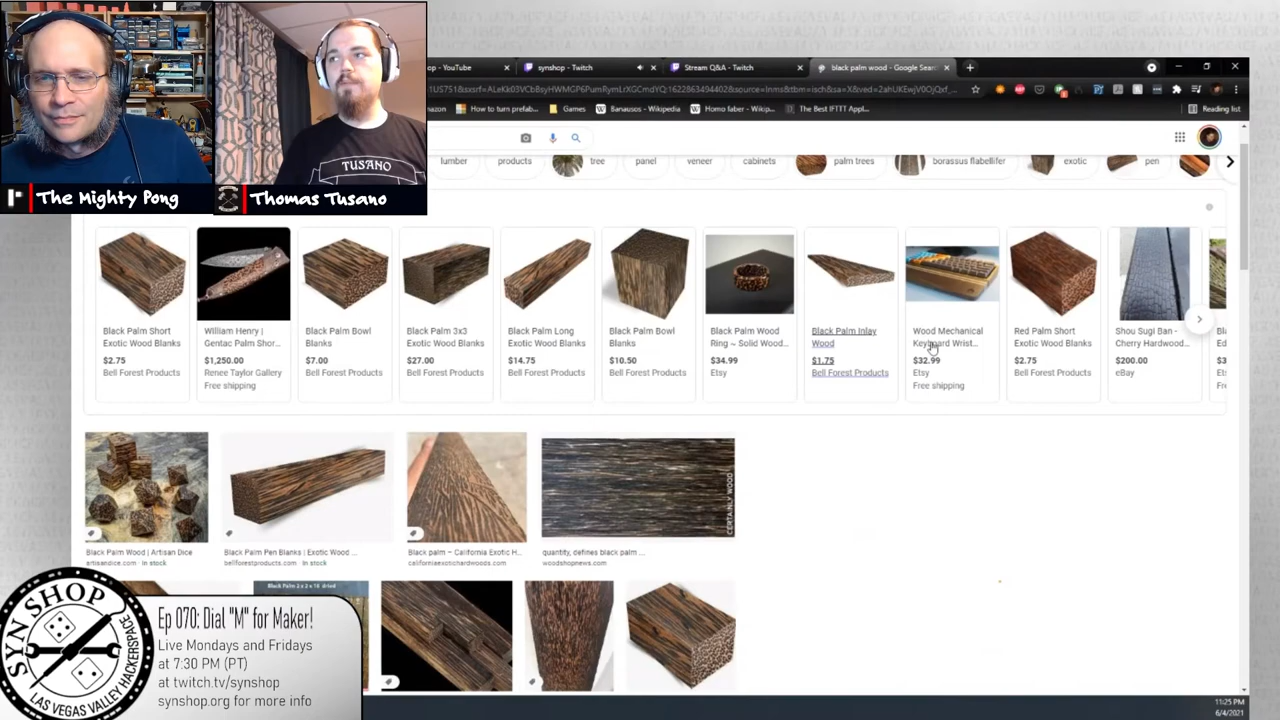 op - YouTube
synshop - Twitch
Stream Q&A - Twitch
black palm wood - Google Sear
mazon
How to turn prefab...
Games
Banausos - Wikipedia
Homo faber - Wikip...
The Best IFTTT Appl...
Reading list
TUSANO
The Mighty Pong
Thomas Tusano
lumber
products
tree
panel
veneer
cabinets
palm trees
borassus flabellifer
exotic
pen
Black Palm Short
Exotic Wood Blanks
$2.75
Bell Forest Products
William Henry |
Gentac Palm Shor...
$1,250.00
Renee Taylor Gallery
Free shipping
Black Palm Bowl
Blanks
$7.00
Bell Forest Products
Black Palm 3x3
Exotic Wood Blanks
$27.00
Bell Forest Products
Black Palm Long
Exotic Wood Blanks
$14.75
Bell Forest Products
Black Palm Bowl
Blanks
$10.50
Bell Forest Products
Black Palm Wood
Ring ~ Solid Wood...
$34.99
Etsy
Black Palm Inlay
Wood
$1.75
Bell Forest Products
Wood Mechanical
Keyboard Wrist...
$32.99
Etsy
Free shipping
Red Palm Short
Exotic Wood Blanks
$2.75
Bell Forest Products
Shou Sugi Ban -
Cherry Hardwood...
$200.00
eBay
CERTAINLY WOOD
Black Palm Wood | Artisan Dice
artisandice.com · In stock
Black Palm Pen Blanks | Exotic Wood ...
bellforestproducts.com · In stock
Black palm – California Exotic H...
californiaexotichardwoods.com
quantity, defines black palm ...
woodshopnews.com
Black Palm 2 x 2 x 18 dried
SYN SHOP
LAS VEGAS VALLEY HACKERSPACE
Ep 070: Dial "M" for Maker!
Live Mondays and Fridays
at 7:30 PM (PT)
at twitch.tv/synshop
synshop.org for more info
11:25 PM
6/4/2021